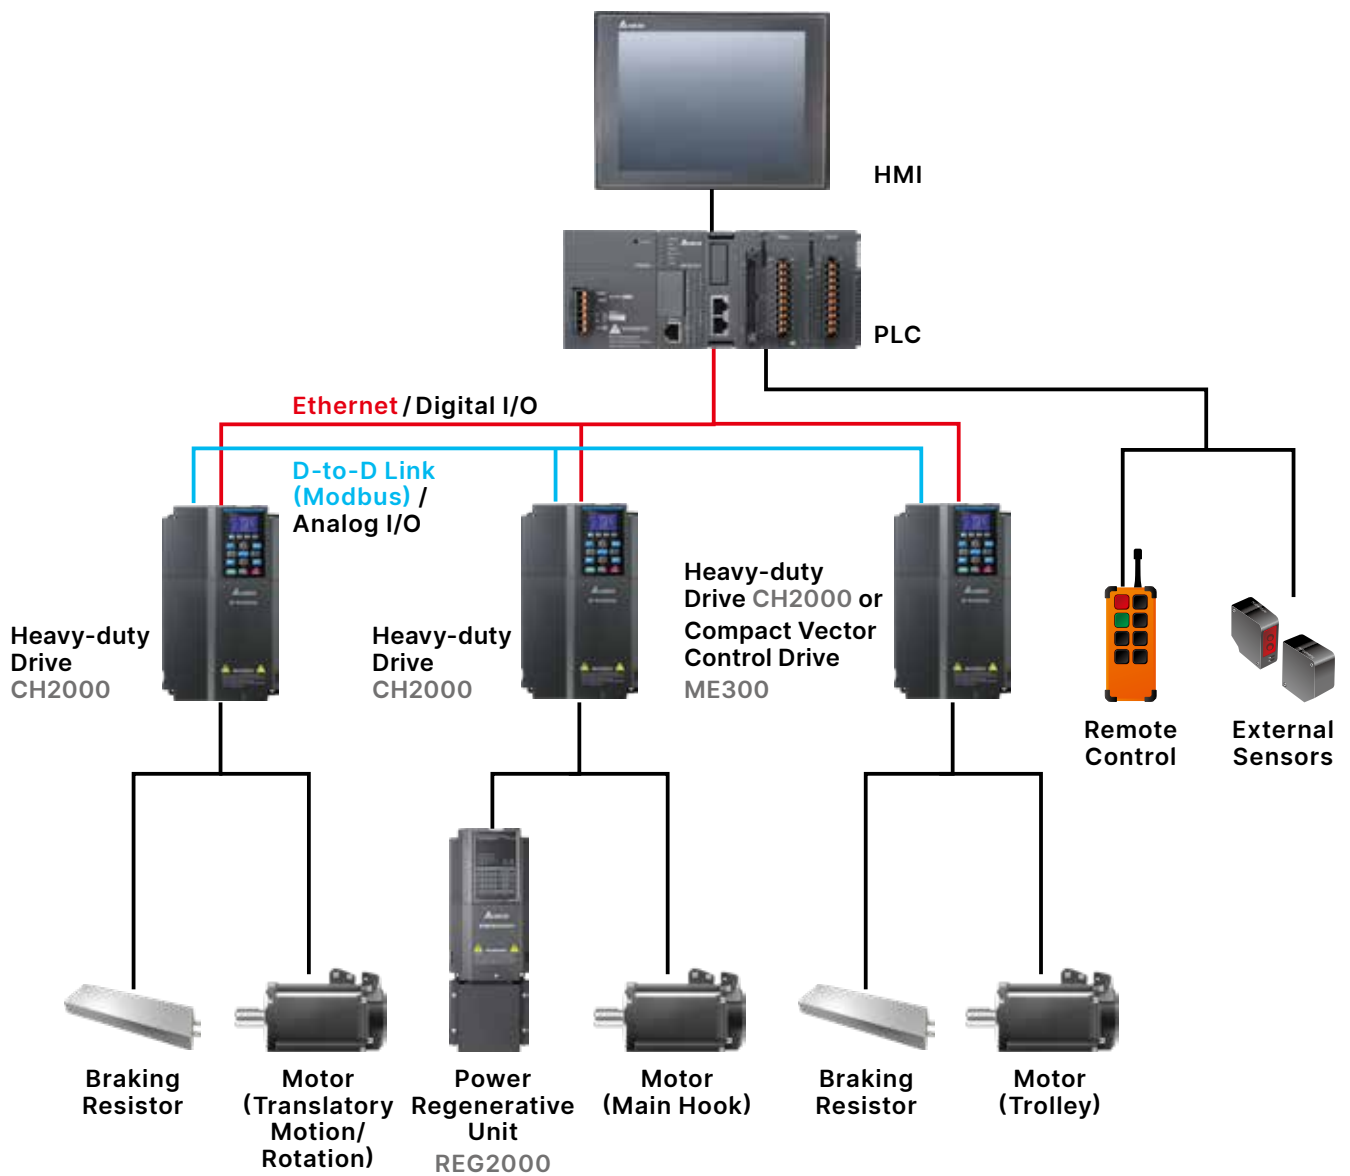 HMI
PLC
Ethernet / Digital I/O
D-to-D Link
(Modbus) /
Analog I/O
Heavy-duty
Drive
CH2000
Heavy-duty
Drive
CH2000
Heavy-duty
Drive CH2000 or
Compact Vector
Control Drive
ME300
Remote
Control
External
Sensors
Braking
Resistor
Motor
(Translatory
Motion/
Rotation)
Power
Regenerative
Unit
REG2000
Motor
(Main Hook)
Braking
Resistor
Motor
(Trolley)